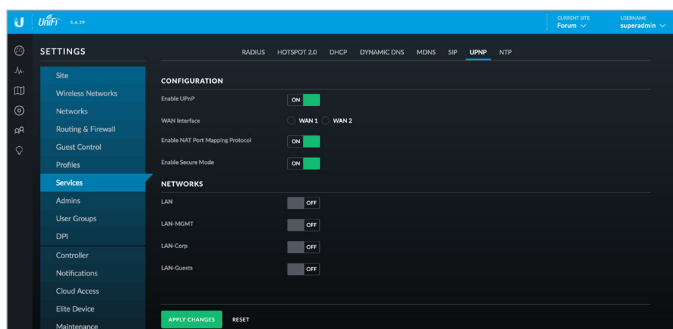 UniFi 5.6.29
CURRENT SITE
Forum
USERNAME
superadmin
SETTINGS
RADIUS HOTSPOT 2.0 DHCP DYNAMIC DNS MDNS SIP UPNP NTP
Site
Wireless Networks
Networks
Routing & Firewall
Guest Control
Profiles
Services
Admins
User Groups
DPI
Controller
Notifications
Cloud Access
Elite Device
Maintenance
CONFIGURATION
Enable UPnP ON
WAN Interface WAN 1 WAN 2
Enable NAT Port Mapping Protocol ON
Enable Secure Mode ON
NETWORKS
LAN OFF
LAN-MGMT OFF
LAN-Corp OFF
LAN-Guests OFF
APPLY CHANGES RESET